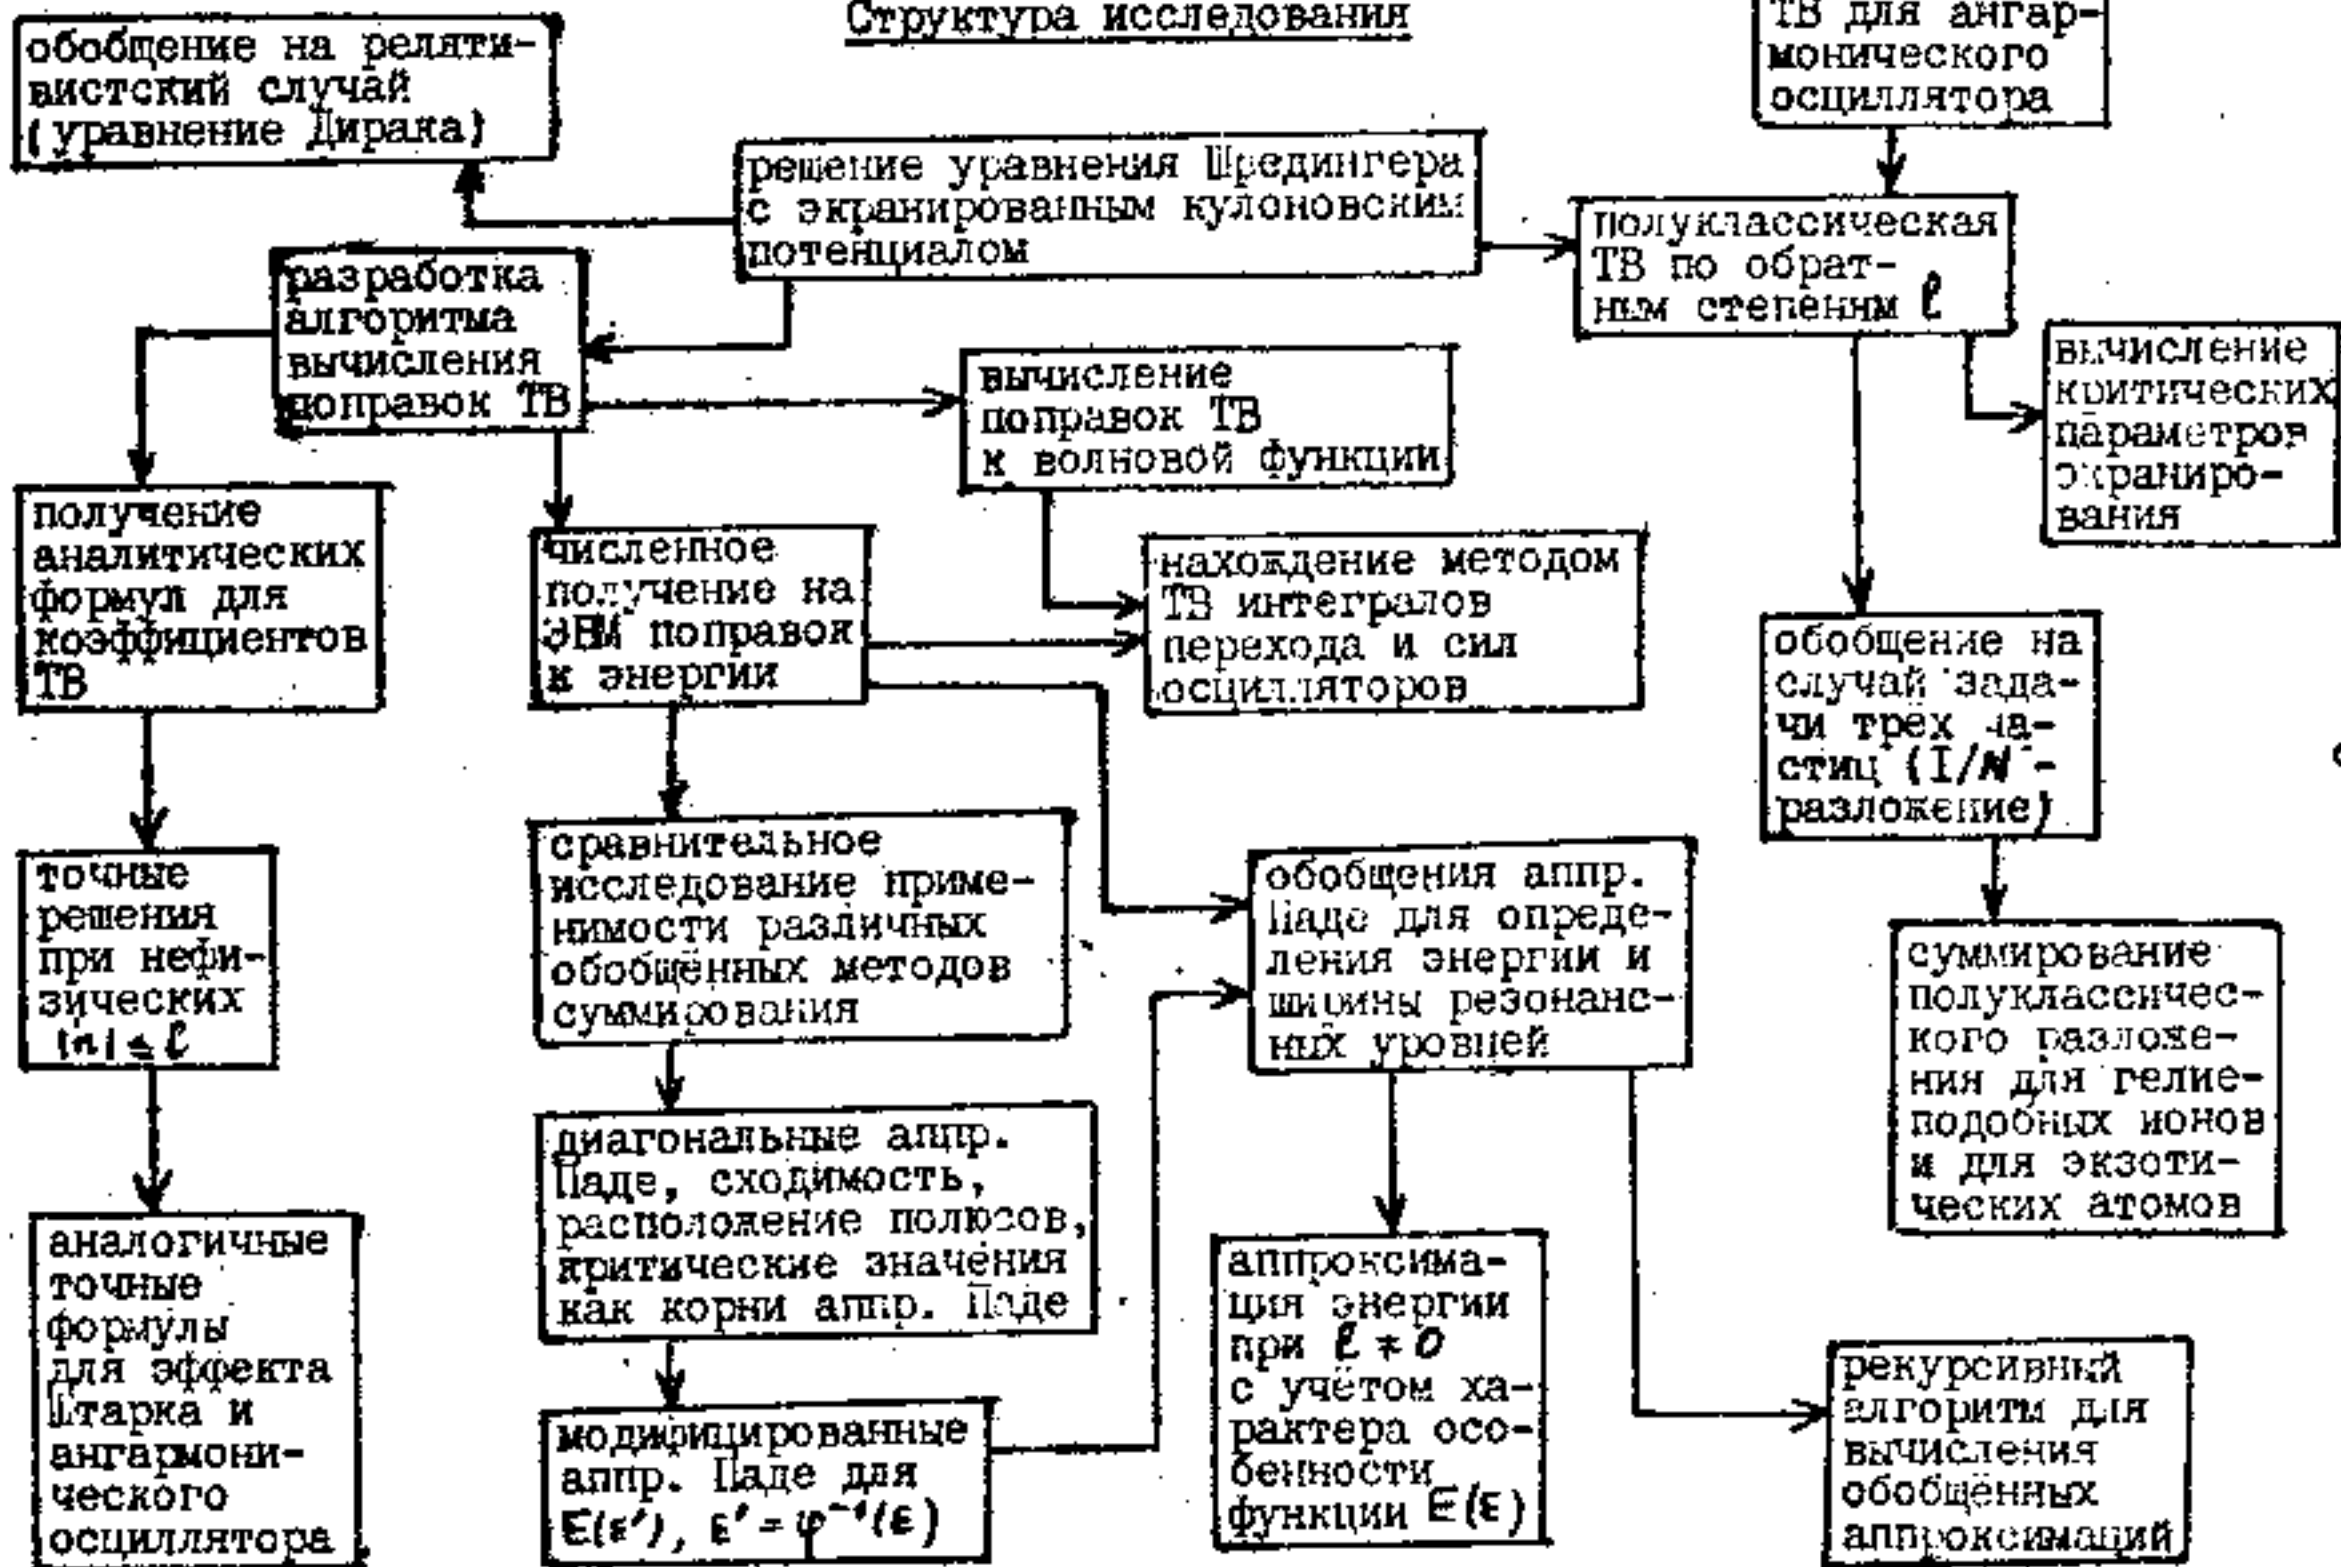 Структура исследования
обобщение на реляти-
вистский случай
(уравнение Дирака)
решение уравнения Шредингера
с экранированным кулоновским
потенциалом
ТВ для ангар-
монического
осциллятора
полуклассическая
ТВ по обрат-
ным степеням ℓ
разработка
алгоритма
вычисления
поправок ТВ
вычисление
поправок ТВ
к волновой функции
вычисление
критических
параметров
экраниро-
вания
получение
аналитических
формул для
коэффициентов
ТВ
численное
получение на
ЭВМ поправок
к энергии
нахождение методом
ТВ интегралов
перехода и сил
осцилляторов
обобщение на
случай зада-
чи трех ча-
стиц (I/N -
разложение)
точные
решения
при нефи-
зических
|n| ≤ ℓ
сравнительное
исследование приме-
нимости различных
обобщённых методов
суммирования
обобщения аппр.
Паде для опреде-
ления энергии и
ширины резонанс-
ных уровней
суммирование
полуклассичес-
кого разложе-
ния для гелие-
подобных ионов
и для экзоти-
ческих атомов
диагональные аппр.
Паде, сходимость,
расположение полюсов,
критические значения
как корни аппр. Паде
аналогичные
точные
формулы
для эффекта
Штарка и
ангармони-
ческого
осциллятора
модифицированные
аппр. Паде для
E(ε'), ε' = φ⁻¹(ε)
аппроксима-
ция энергии
при ℓ ≠ 0
с учётом ха-
рактера осо-
бенности
функции E(ε)
рекурсивный
алгоритм для
вычисления
обобщённых
аппроксимаций